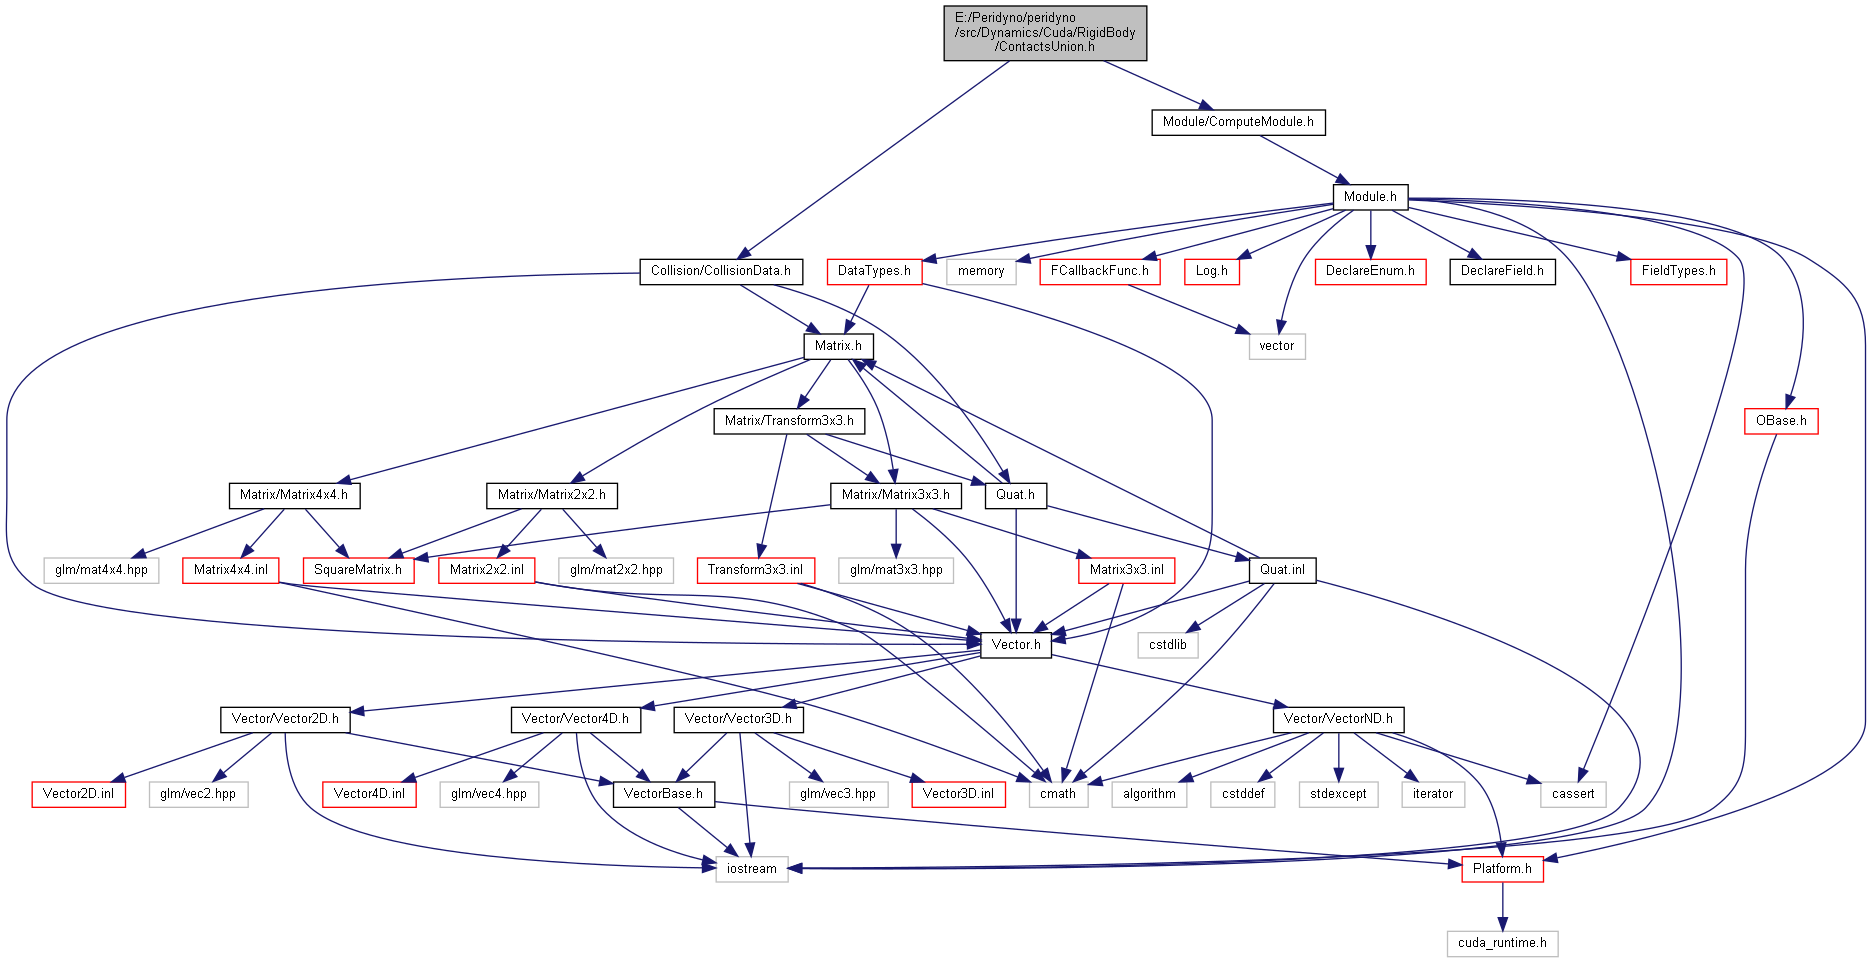 E:/Peridyno/peridyno
/src/Dynamics/Cuda/RigidBody
/ContactsUnion.h
Module/ComputeModule.h
Module.h
Collision/CollisionData.h
DataTypes.h
memory
FCallbackFunc.h
Log.h
DeclareEnum.h
DeclareField.h
FieldTypes.h
Matrix.h
vector
Matrix/Transform3x3.h
OBase.h
Matrix/Matrix4x4.h
Matrix/Matrix2x2.h
Matrix/Matrix3x3.h
Quat.h
glm/mat4x4.hpp
Matrix4x4.inl
SquareMatrix.h
Matrix2x2.inl
glm/mat2x2.hpp
Transform3x3.inl
glm/mat3x3.hpp
Matrix3x3.inl
Quat.inl
Vector.h
cstdlib
Vector/Vector2D.h
Vector/Vector4D.h
Vector/Vector3D.h
Vector/VectorND.h
Vector2D.inl
glm/vec2.hpp
Vector4D.inl
glm/vec4.hpp
VectorBase.h
glm/vec3.hpp
Vector3D.inl
cmath
algorithm
cstddef
stdexcept
iterator
cassert
iostream
Platform.h
cuda_runtime.h